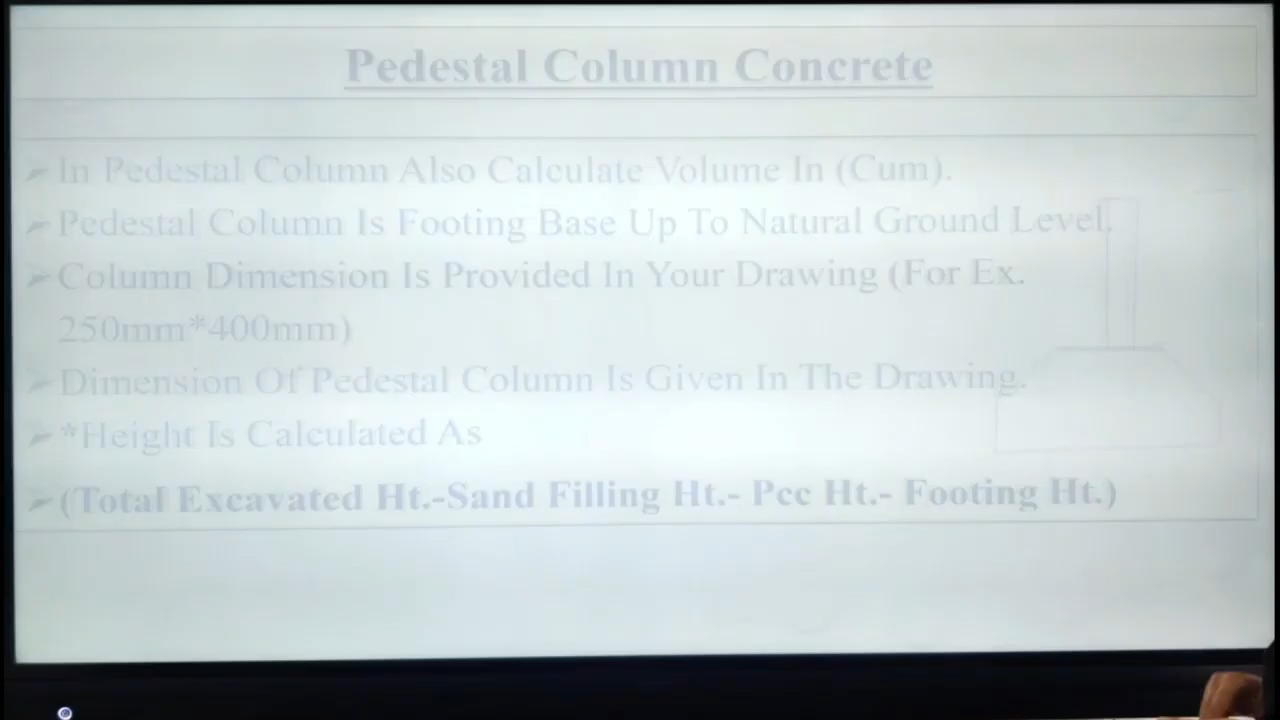 Pedestal Column Concrete
➢ In Pedestal Column Also Calculate Volume In (Cum).
➢ Pedestal Column Is Footing Base Up To Natural Ground Level.
➢ Column Dimension Is Provided In Your Drawing (For Ex.
250mm*400mm)
➢ Dimension Of Pedestal Column Is Given In The Drawing.
➢ *Height Is Calculated As
➢ (Total Excavated Ht.-Sand Filling Ht.- Pcc Ht.- Footing Ht.)